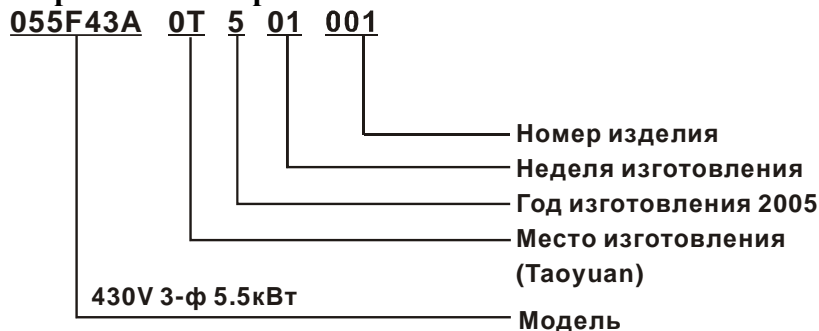 055F43A 0T 5 01 001
Номер изделия
Неделя изготовления
Год изготовления 2005
Место изготовления
(Taoyuan)
430V 3-ф 5.5кВт
Модель